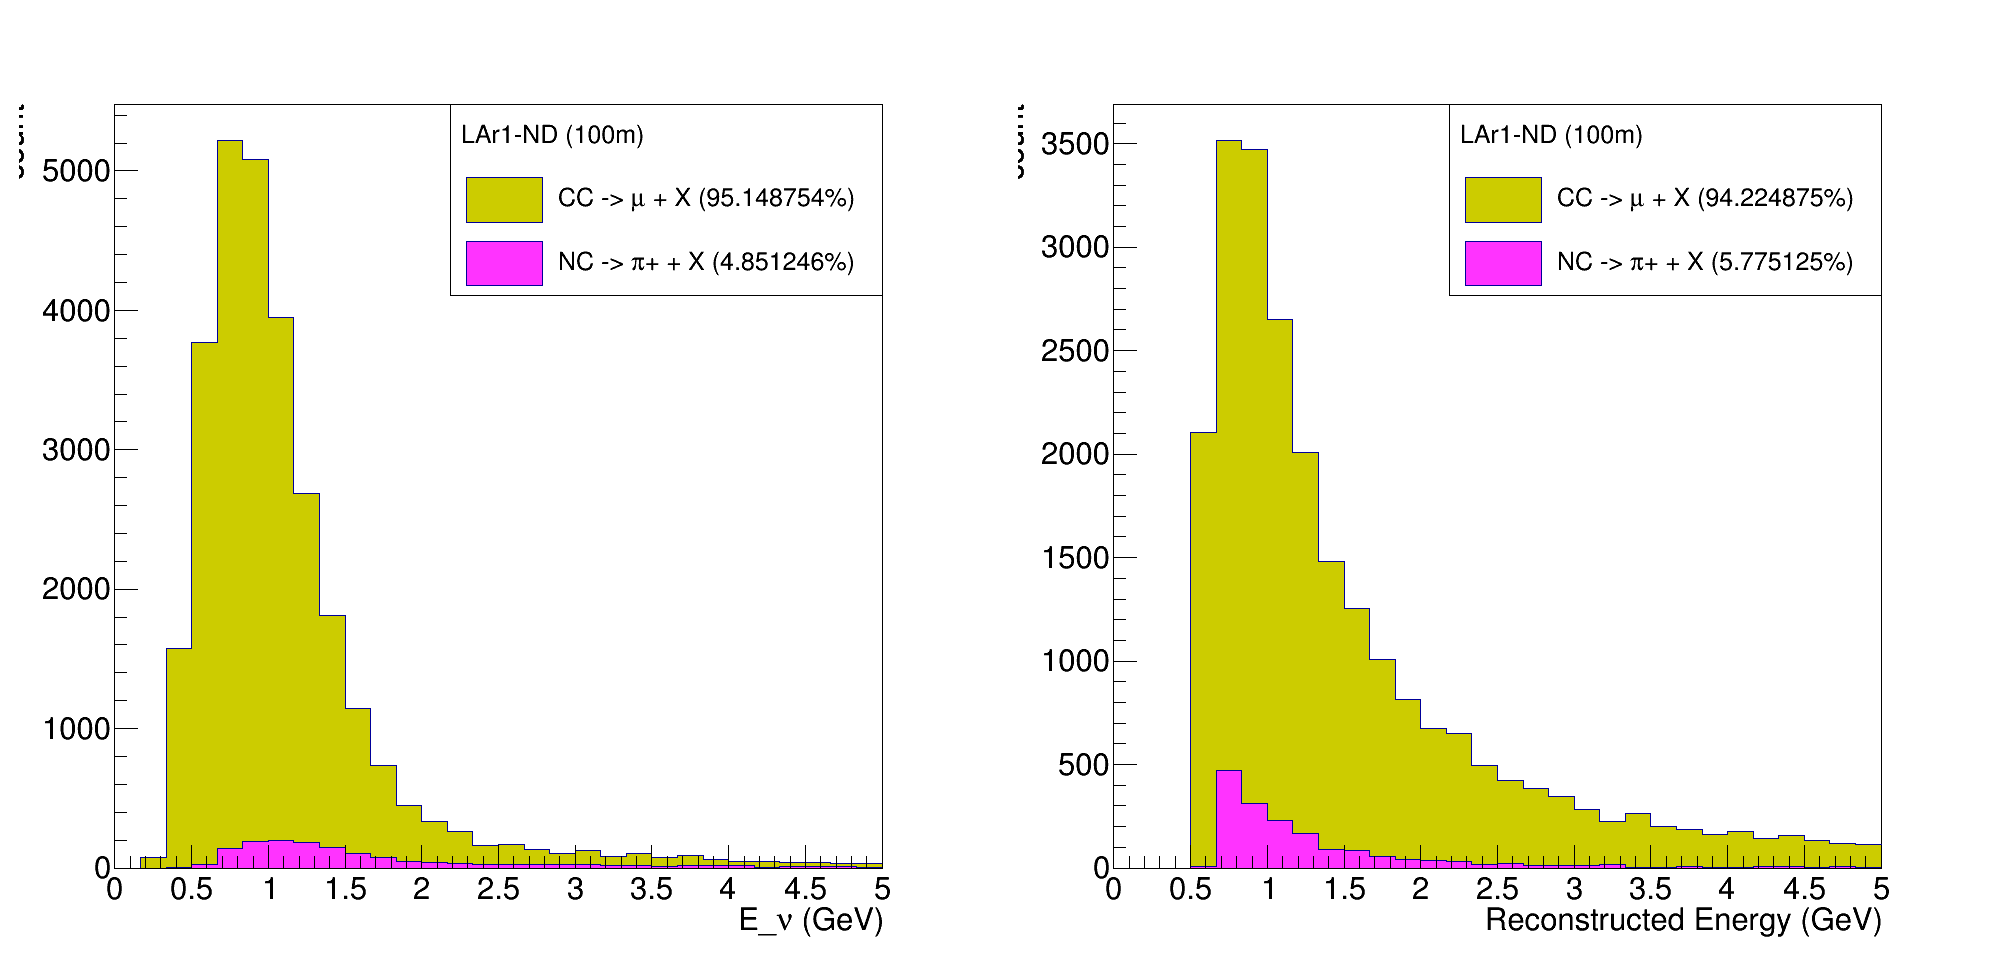 LAr1-ND (100m)
CC -> μ + X (95.148754%)
NC -> π+ + X (4.851246%)
5000
4000
3000
2000
1000
0
0 0.5 1 1.5 2 2.5 3 3.5 4 4.5 5
E_ν (GeV)
LAr1-ND (100m)
CC -> μ + X (94.224875%)
NC -> π+ + X (5.775125%)
3500
3000
2500
2000
1500
1000
500
0
0 0.5 1 1.5 2 2.5 3 3.5 4 4.5 5
Reconstructed Energy (GeV)